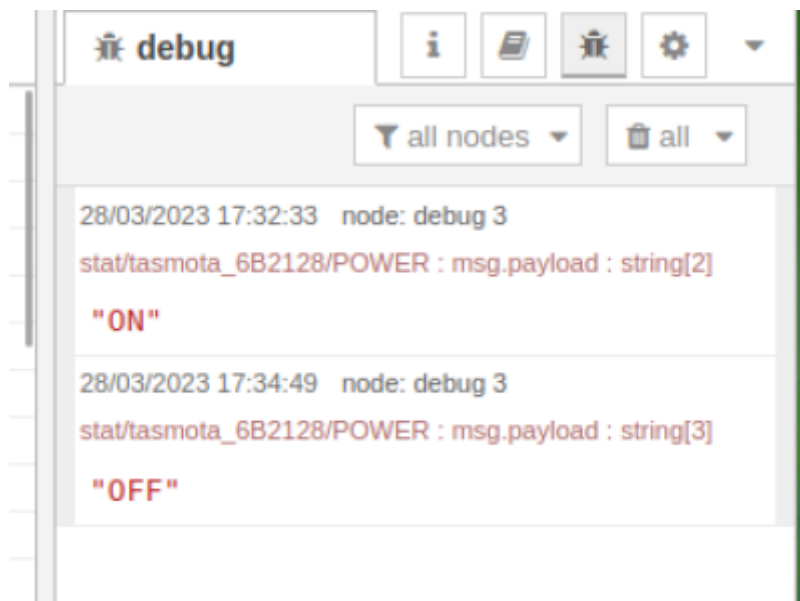 debug
all nodes
all
28/03/2023 17:32:33 node: debug 3
stat/tasmota_6B2128/POWER : msg.payload : string[2]
"ON"
28/03/2023 17:34:49 node: debug 3
stat/tasmota_6B2128/POWER : msg.payload : string[3]
"OFF"